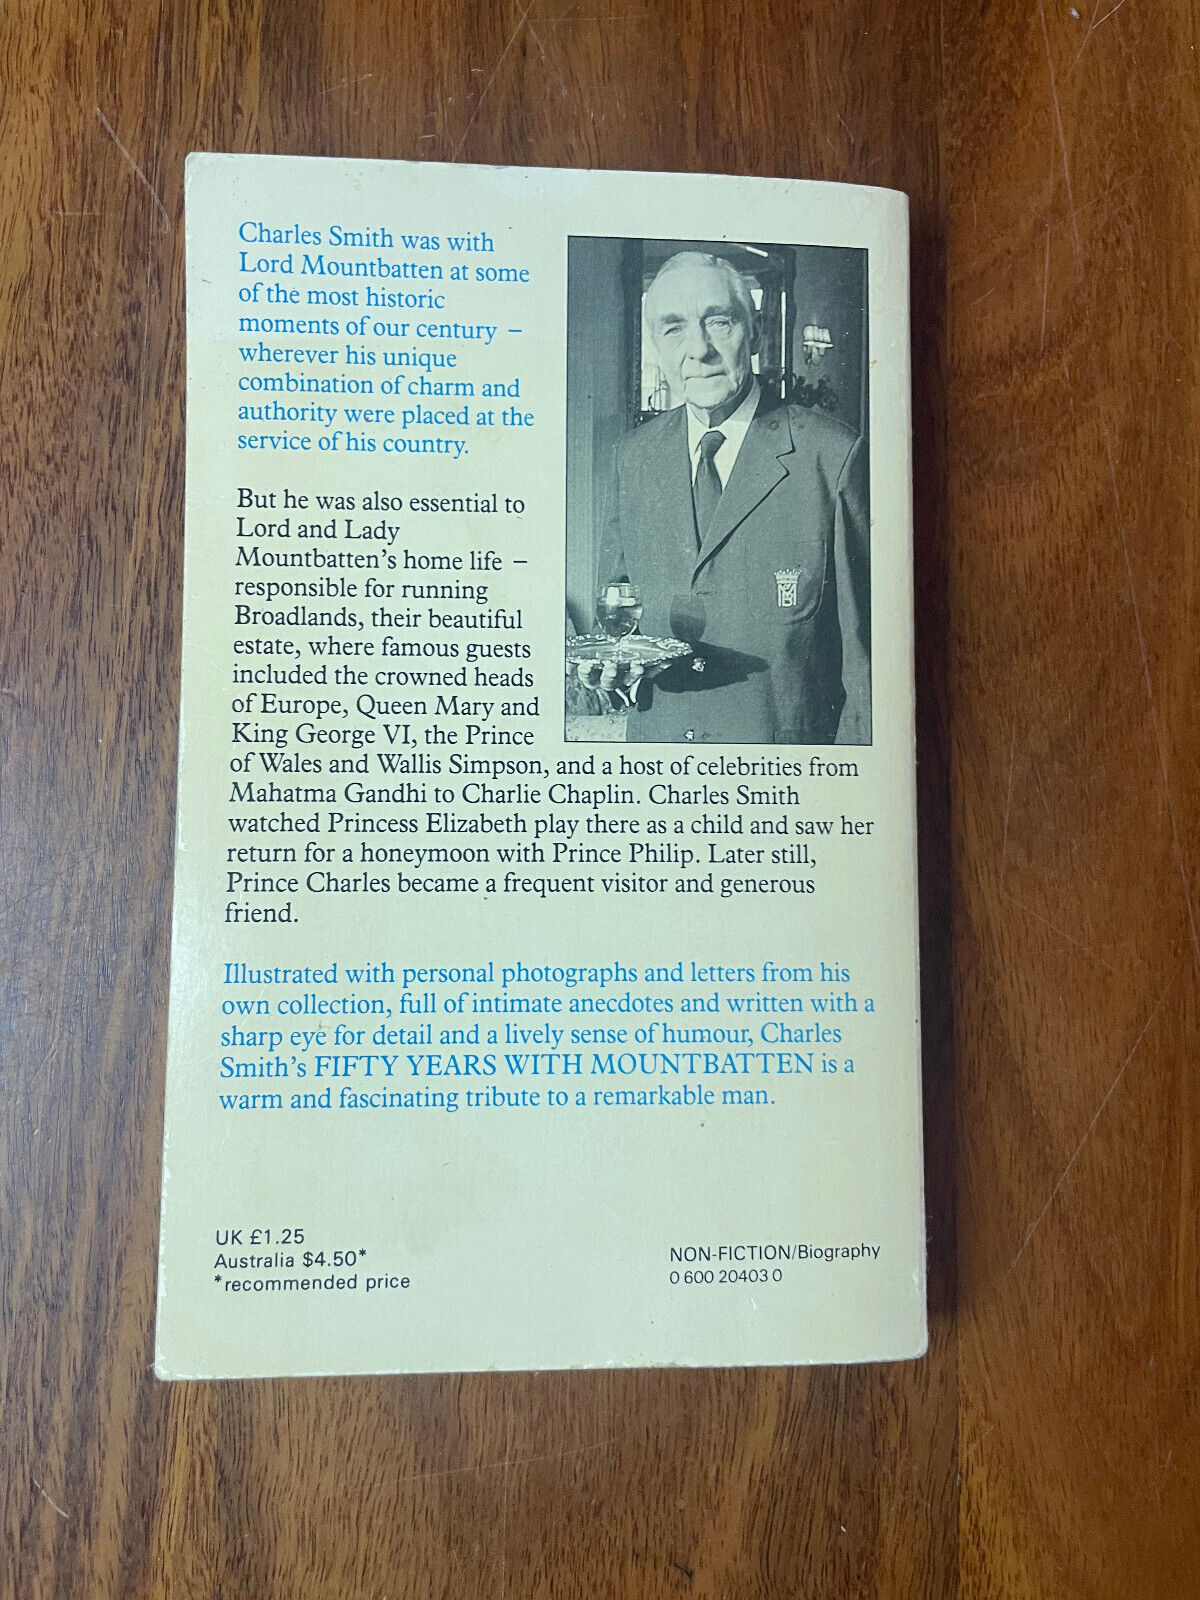 Charles Smith was with
Lord Mountbatten at some
of the most historic
moments of our century –
wherever his unique
combination of charm and
authority were placed at the
service of his country.
But he was also essential to
Lord and Lady
Mountbatten's home life –
responsible for running
Broadlands, their beautiful
estate, where famous guests
included the crowned heads
of Europe, Queen Mary and
King George VI, the Prince
of Wales and Wallis Simpson, and a host of celebrities from
Mahatma Gandhi to Charlie Chaplin. Charles Smith
watched Princess Elizabeth play there as a child and saw her
return for a honeymoon with Prince Philip. Later still,
Prince Charles became a frequent visitor and generous
friend.
Illustrated with personal photographs and letters from his
own collection, full of intimate anecdotes and written with a
sharp eye for detail and a lively sense of humour, Charles
Smith's FIFTY YEARS WITH MOUNTBATTEN is a
warm and fascinating tribute to a remarkable man.
UK £1.25
Australia $4.50*
*recommended price
NON-FICTION/Biography
0 600 20403 0